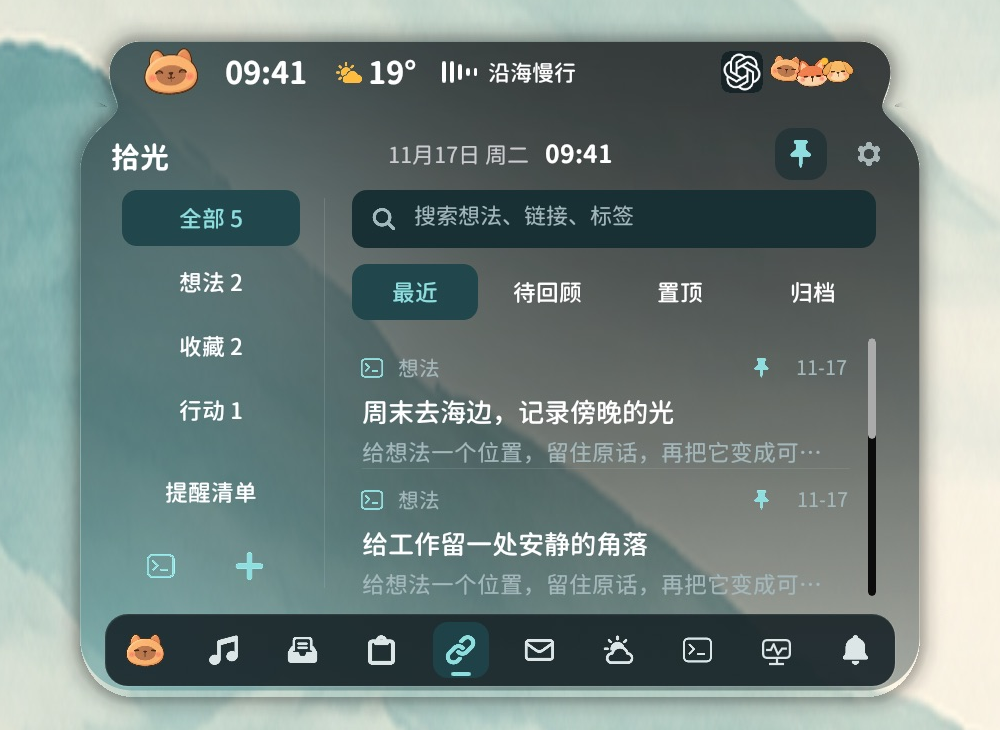 09:41 19° 沿海慢行
拾光
11月17日 周二 09:41
全部 5
想法 2
收藏 2
行动 1
提醒清单
搜索想法、链接、标签
最近 待回顾 置顶 归档
想法 11-17
周末去海边，记录傍晚的光
给想法一个位置，留住原话，再把它变成可…
想法 11-17
给工作留一处安静的角落
给想法一个位置，留住原话，再把它变成可…